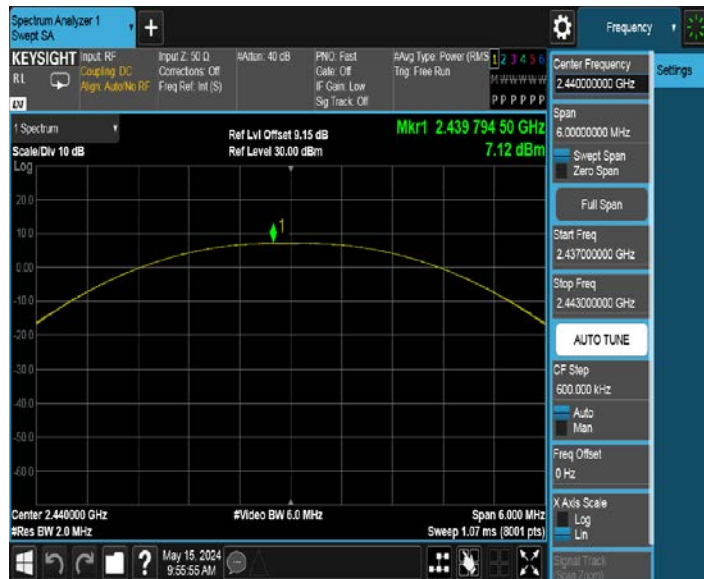 Spectrum Analyzer 1
Swept SA
+
Frequency
KEYSIGHT
RL
Input: RF
Coupling: DC
Align: Auto/No RF
Input Z: 50 Ω
Corrections: Off
Freq Ref: Int (S)
#Atten: 40 dB
PNO: Fast
Gate: Off
IF Gain: Low
Sig Track: Off
#Avg Type: Power (RMS
Trig: Free Run
1 2 3 4 5 6
M W W W W W
P P P P P P
LXI
1 Spectrum
Scale/Div 10 dB
Log
Ref Lvl Offset 9.15 dB
Ref Level 30.00 dBm
Mkr1 2.439 794 50 GHz
7.12 dBm
1
20.0
10.0
0.00
-10.0
-20.0
-30.0
-40.0
-50.0
-60.0
Center 2.440000 GHz
#Res BW 2.0 MHz
#Video BW 6.0 MHz
Span 6.000 MHz
Sweep 1.07 ms (8001 pts)
?
May 15, 2024
9:55:55 AM
Center Frequency
2.440000000 GHz
Settings
Span
6.00000000 MHz
Swept Span
Zero Span
Full Span
Start Freq
2.437000000 GHz
Stop Freq
2.443000000 GHz
AUTO TUNE
CF Step
600.000 kHz
Auto
Man
Freq Offset
0 Hz
X Axis Scale
Log
Lin
Signal Track
(Span Zoom)